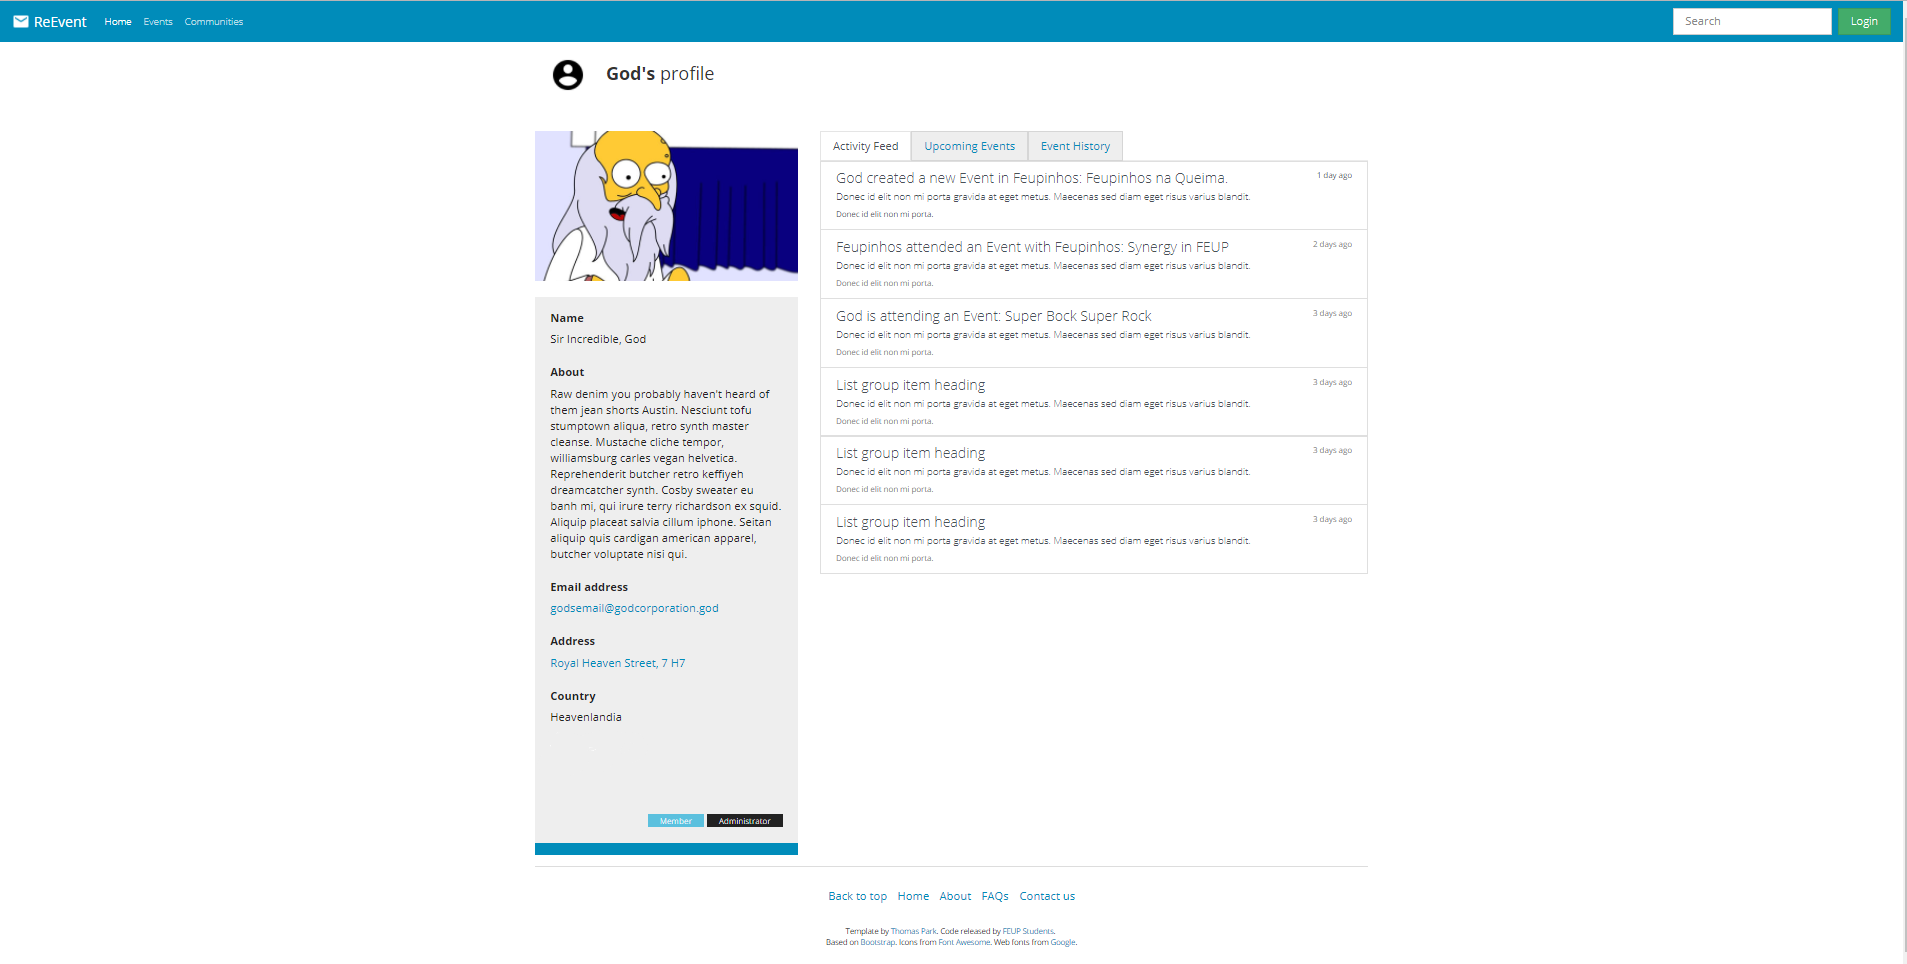 ReEvent Home Events Communities Search Login
God's profile
Name
Sir Incredible, God
About
Raw denim you probably haven't heard of
them jean shorts Austin. Nesciunt tofu
stumptown aliqua, retro synth master
cleanse. Mustache cliche tempor,
williamsburg carles vegan helvetica.
Reprehenderit butcher retro keffiyeh
dreamcatcher synth. Cosby sweater eu
banh mi, qui irure terry richardson ex squid.
Aliquip placeat salvia cillum iphone. Seitan
aliquip quis cardigan american apparel,
butcher voluptate nisi qui.
Email address
godsemail@godcorporation.god
Address
Royal Heaven Street, 7 H7
Country
Heavenlandia
Member Administrator
Activity Feed Upcoming Events Event History
God created a new Event in Feupinhos: Feupinhos na Queima. 1 day ago
Donec id elit non mi porta gravida at eget metus. Maecenas sed diam eget risus varius blandit.
Donec id elit non mi porta.
Feupinhos attended an Event with Feupinhos: Synergy in FEUP 2 days ago
Donec id elit non mi porta gravida at eget metus. Maecenas sed diam eget risus varius blandit.
Donec id elit non mi porta.
God is attending an Event: Super Bock Super Rock 3 days ago
Donec id elit non mi porta gravida at eget metus. Maecenas sed diam eget risus varius blandit.
Donec id elit non mi porta.
List group item heading 3 days ago
Donec id elit non mi porta gravida at eget metus. Maecenas sed diam eget risus varius blandit.
Donec id elit non mi porta.
List group item heading 3 days ago
Donec id elit non mi porta gravida at eget metus. Maecenas sed diam eget risus varius blandit.
Donec id elit non mi porta.
List group item heading 3 days ago
Donec id elit non mi porta gravida at eget metus. Maecenas sed diam eget risus varius blandit.
Donec id elit non mi porta.
Back to top Home About FAQs Contact us
Template by Thomas Park. Code released by FEUP Students.
Based on Bootstrap. Icons from Font Awesome. Web fonts from Google.